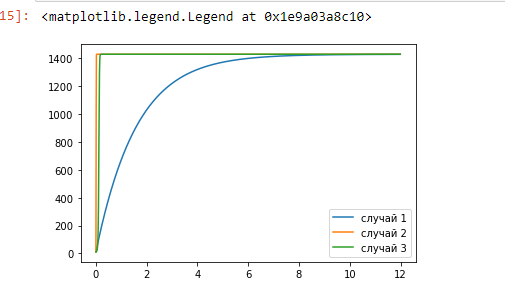 15]: <matplotlib.legend.Legend at 0x1e9a03a8c10>
1400
1200
1000
800
600
400
200
0
0 2 4 6 8 10 12
случай 1
случай 2
случай 3